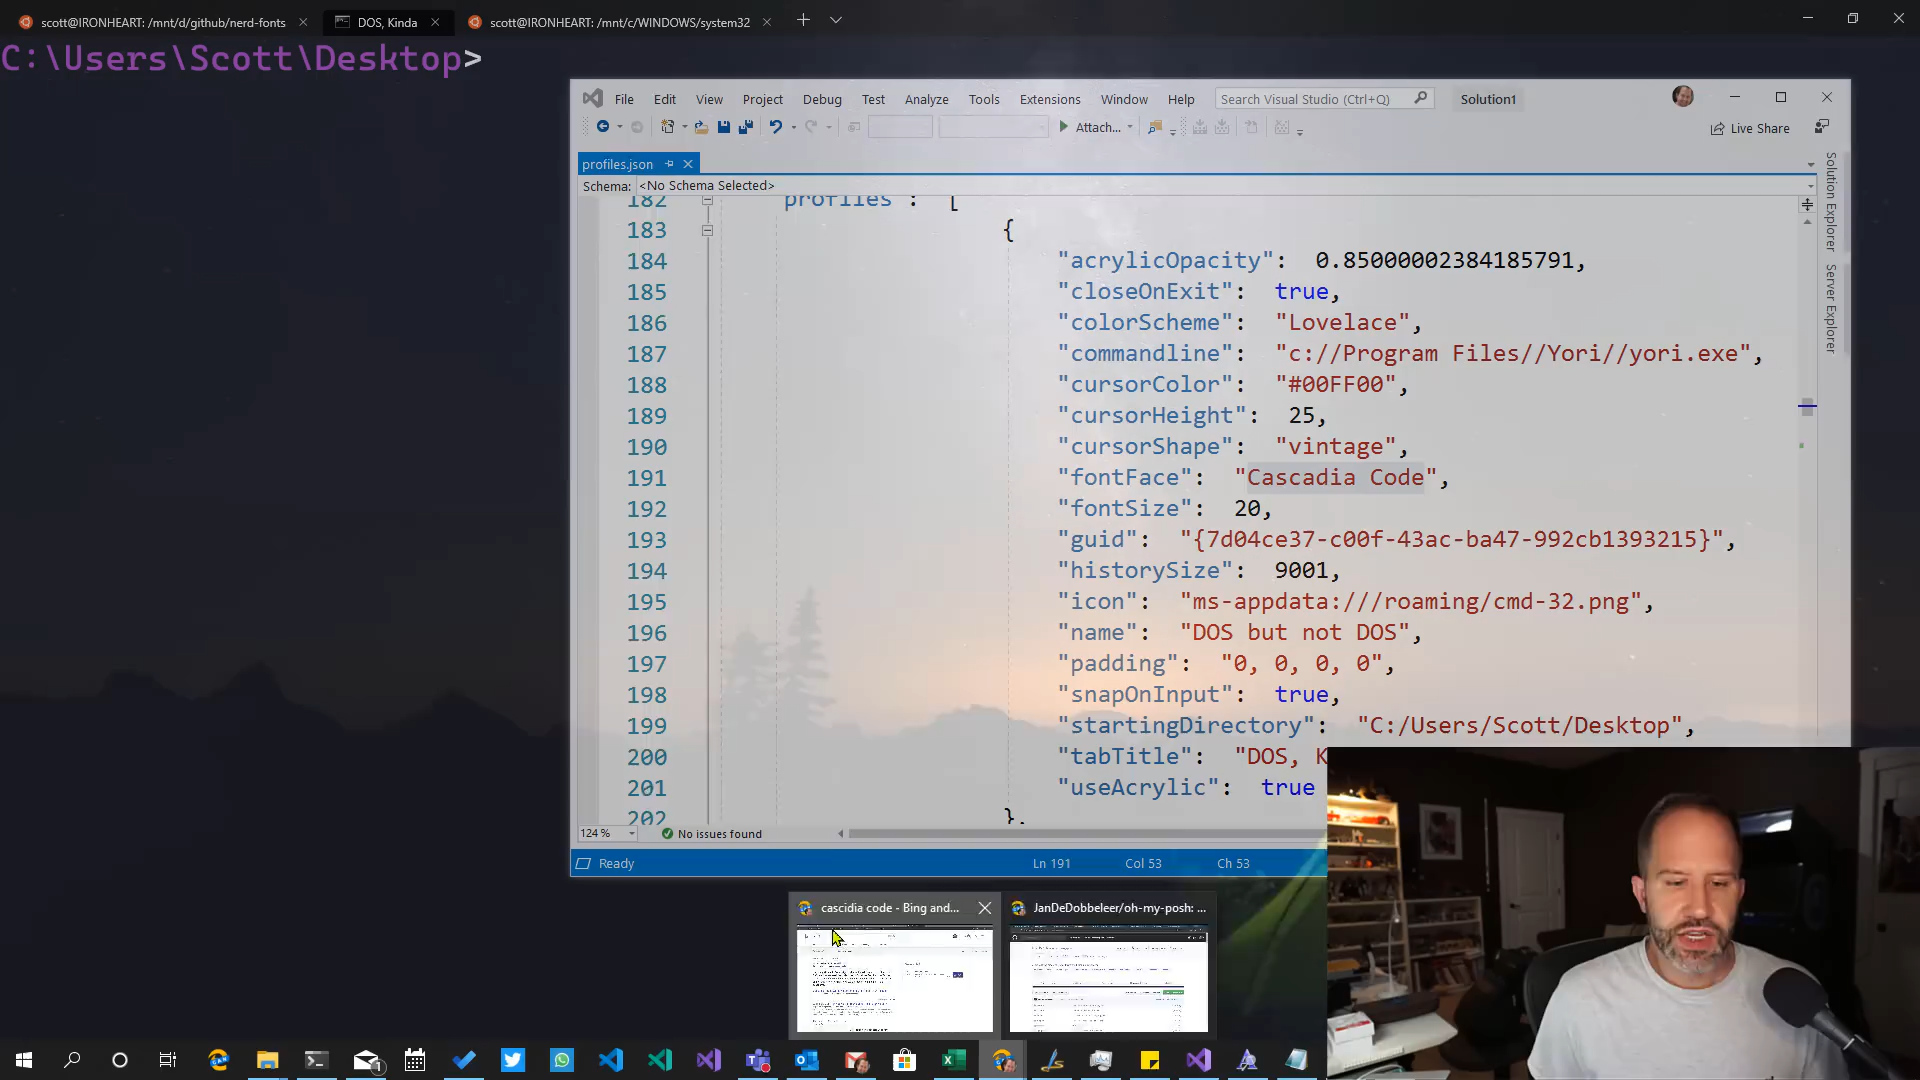 scott@IRONHEART: /mnt/d/github/nerd-fonts
DOS, Kinda
scott@IRONHEART: /mnt/c/WINDOWS/system32
C:\Users\Scott\Desktop>
File Edit View Project Debug Test Analyze Tools Extensions Window Help Search Visual Studio (Ctrl+Q) Solution1
Attach...
Live Share
profiles.json
Schema: <No Schema Selected>
Solution Explorer
Server Explorer
182 profiles": [
183 {
184 "acrylicOpacity": 0.85000002384185791,
185 "closeOnExit": true,
186 "colorScheme": "Lovelace",
187 "commandline": "c://Program Files//Yori//yori.exe",
188 "cursorColor": "#00FF00",
189 "cursorHeight": 25,
190 "cursorShape": "vintage",
191 "fontFace": "Cascadia Code",
192 "fontSize": 20,
193 "guid": "{7d04ce37-c00f-43ac-ba47-992cb1393215}",
194 "historySize": 9001,
195 "icon": "ms-appdata:///roaming/cmd-32.png",
196 "name": "DOS but not DOS",
197 "padding": "0, 0, 0, 0",
198 "snapOnInput": true,
199 "startingDirectory": "C:/Users/Scott/Desktop",
200 "tabTitle": "DOS, K
201 "useAcrylic": true
202 },
124 % No issues found
Ready Ln 191 Col 53 Ch 53
cascidia code - Bing and...
JanDeDobbeleer/oh-my-posh: ...